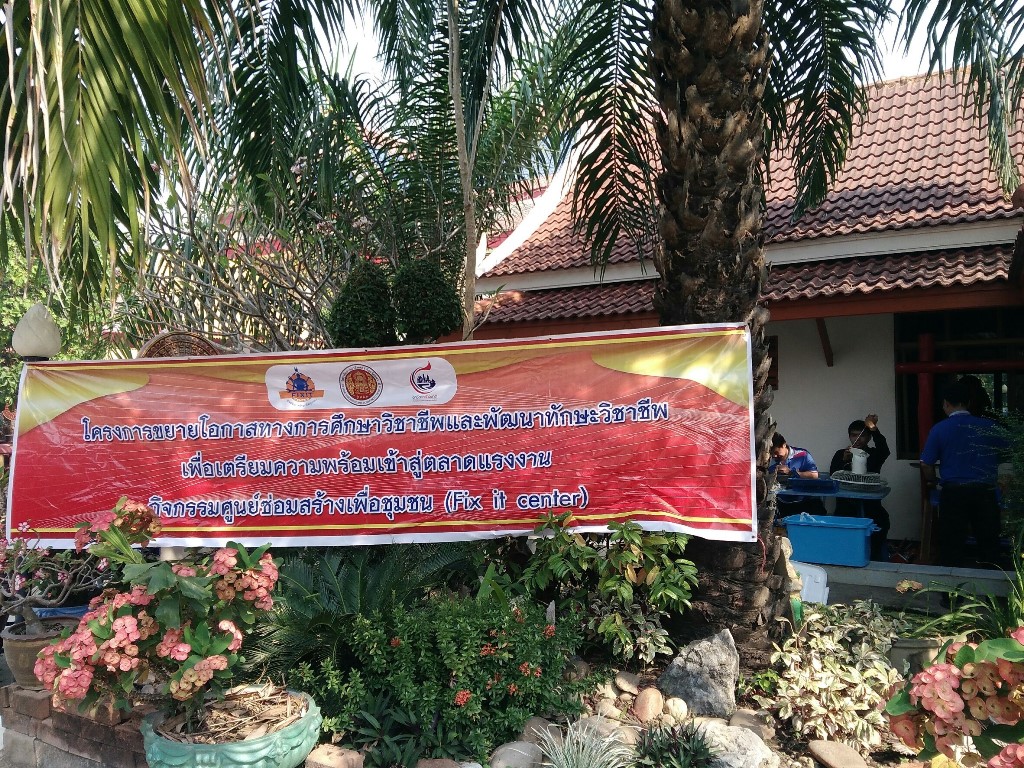 FIXIT
โครงการขยายโอกาสทางการศึกษาวิชาชีพและพัฒนาทักษะวิชาชีพ
เพื่อเตรียมความพร้อมเข้าสู่ตลาดแรงงาน
กิจกรรมศูนย์ซ่อมสร้างเพื่อชุมชน (Fix it center)